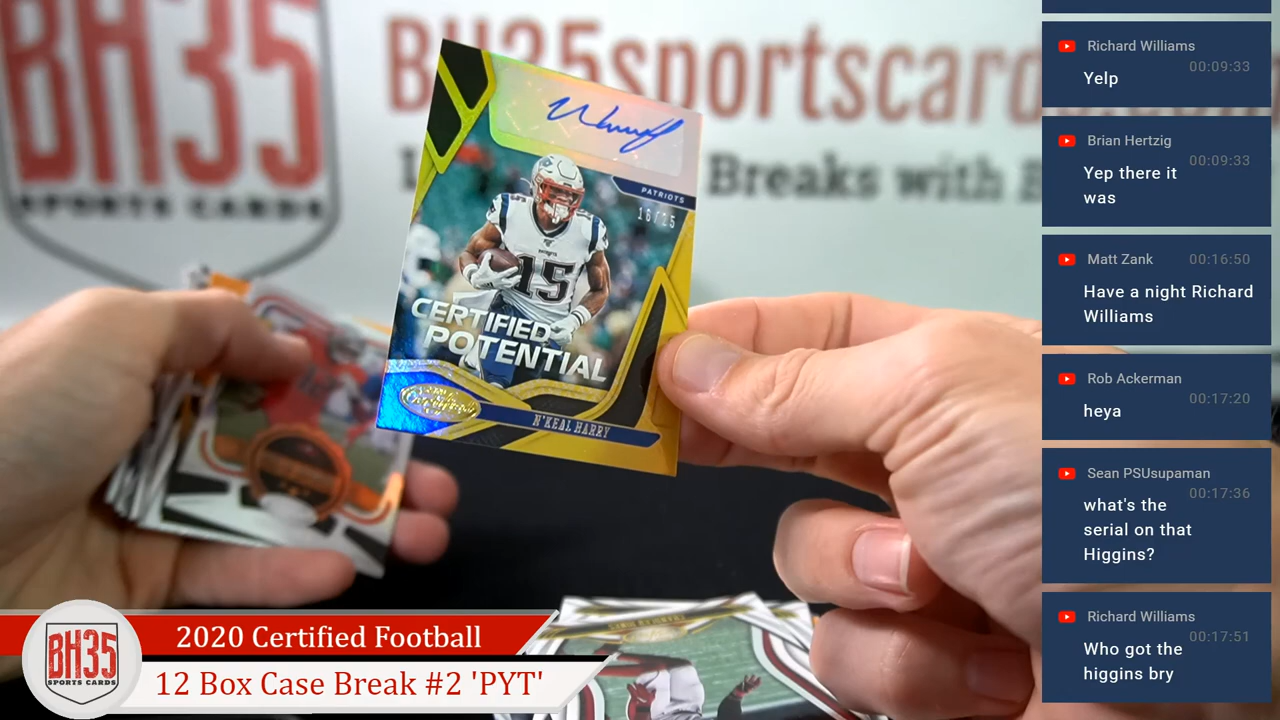 BH35
SPORTS CARDS
BH35sportscard
Breaks with
PATRIOTS
16/25
15
CERTIFIED
POTENTIAL
Certified
N'KEAL HARRY
2020 Certified Football
12 Box Case Break #2 'PYT'
BH35
SPORTS CARDS
Richard Williams
00:09:33
Yelp
Brian Hertzig
00:09:33
Yep there it
was
Matt Zank
00:16:50
Have a night Richard
Williams
Rob Ackerman
00:17:20
heya
Sean PSUsupaman
00:17:36
what's the
serial on that
Higgins?
Richard Williams
00:17:51
Who got the
higgins bry